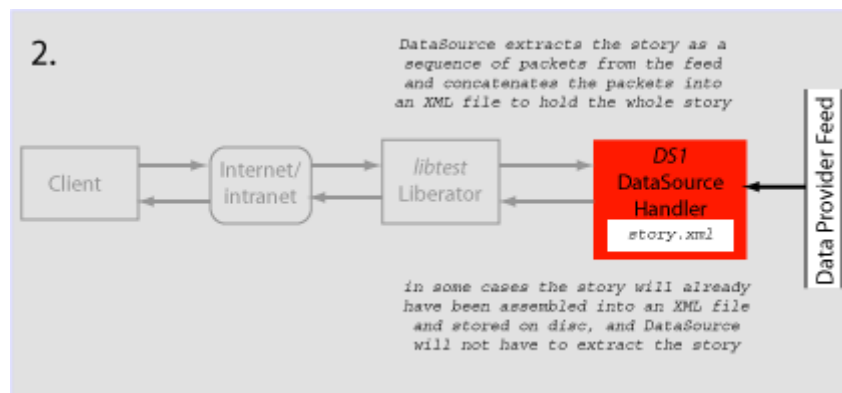 2.
DataSource extracts the story as a
sequence of packets from the feed
and concatenates the packets into
an XML file to hold the whole story
Client
Internet/
intranet
libtest
Liberator
DS1
DataSource
Handler
story.xml
Data Provider Feed
in some cases the story will already
have been assembled into an XML file
and stored on disc, and DataSource
will not have to extract the story